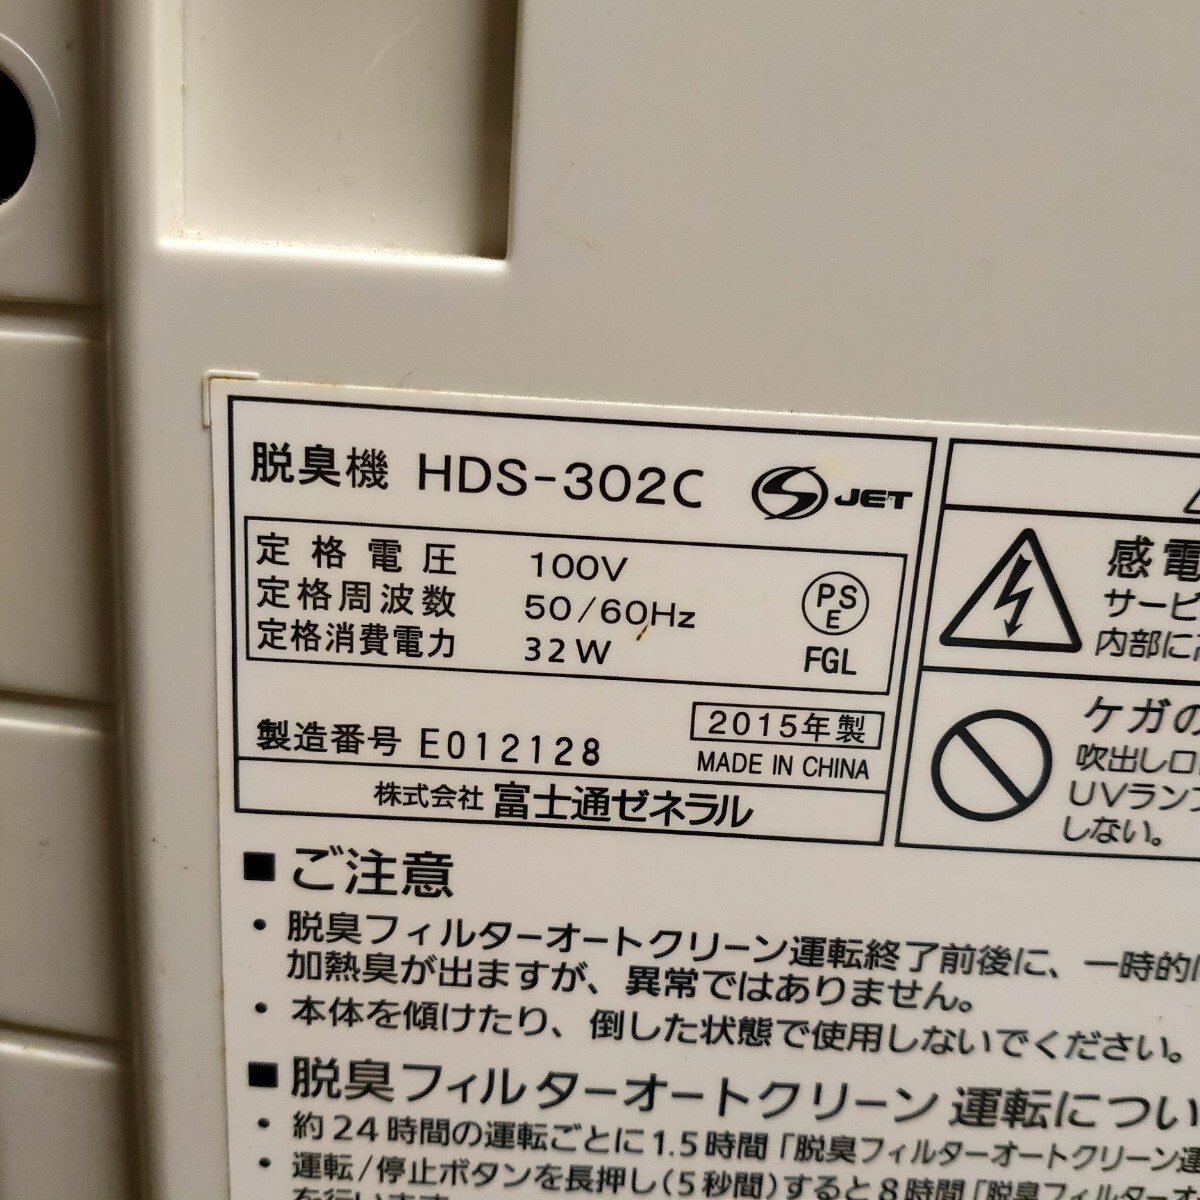 脱臭機 HDS-302C JET
定格電圧 100V
定格周波数 50/60Hz
定格消費電力 32W
PS
E
FGL
製造番号 E012128
2015年製
MADE IN CHINA
株式会社 富士通ゼネラル
感電
サービ
内部に
ケガの
吹出し口
UVラン
しない。
■ご注意
・脱臭フィルターオートクリーン運転終了前後に、一時的に
加熱臭が出ますが、異常ではありません。
・本体を傾けたり、倒した状態で使用しないでください。
■脱臭フィルターオートクリーン運転につい
・約24時間の運転ごとに1.5時間「脱臭フィルターオートクリーン運
・運転/停止ボタンを長押し(5秒間)すると8時間「脱臭フィルターオ
を行います